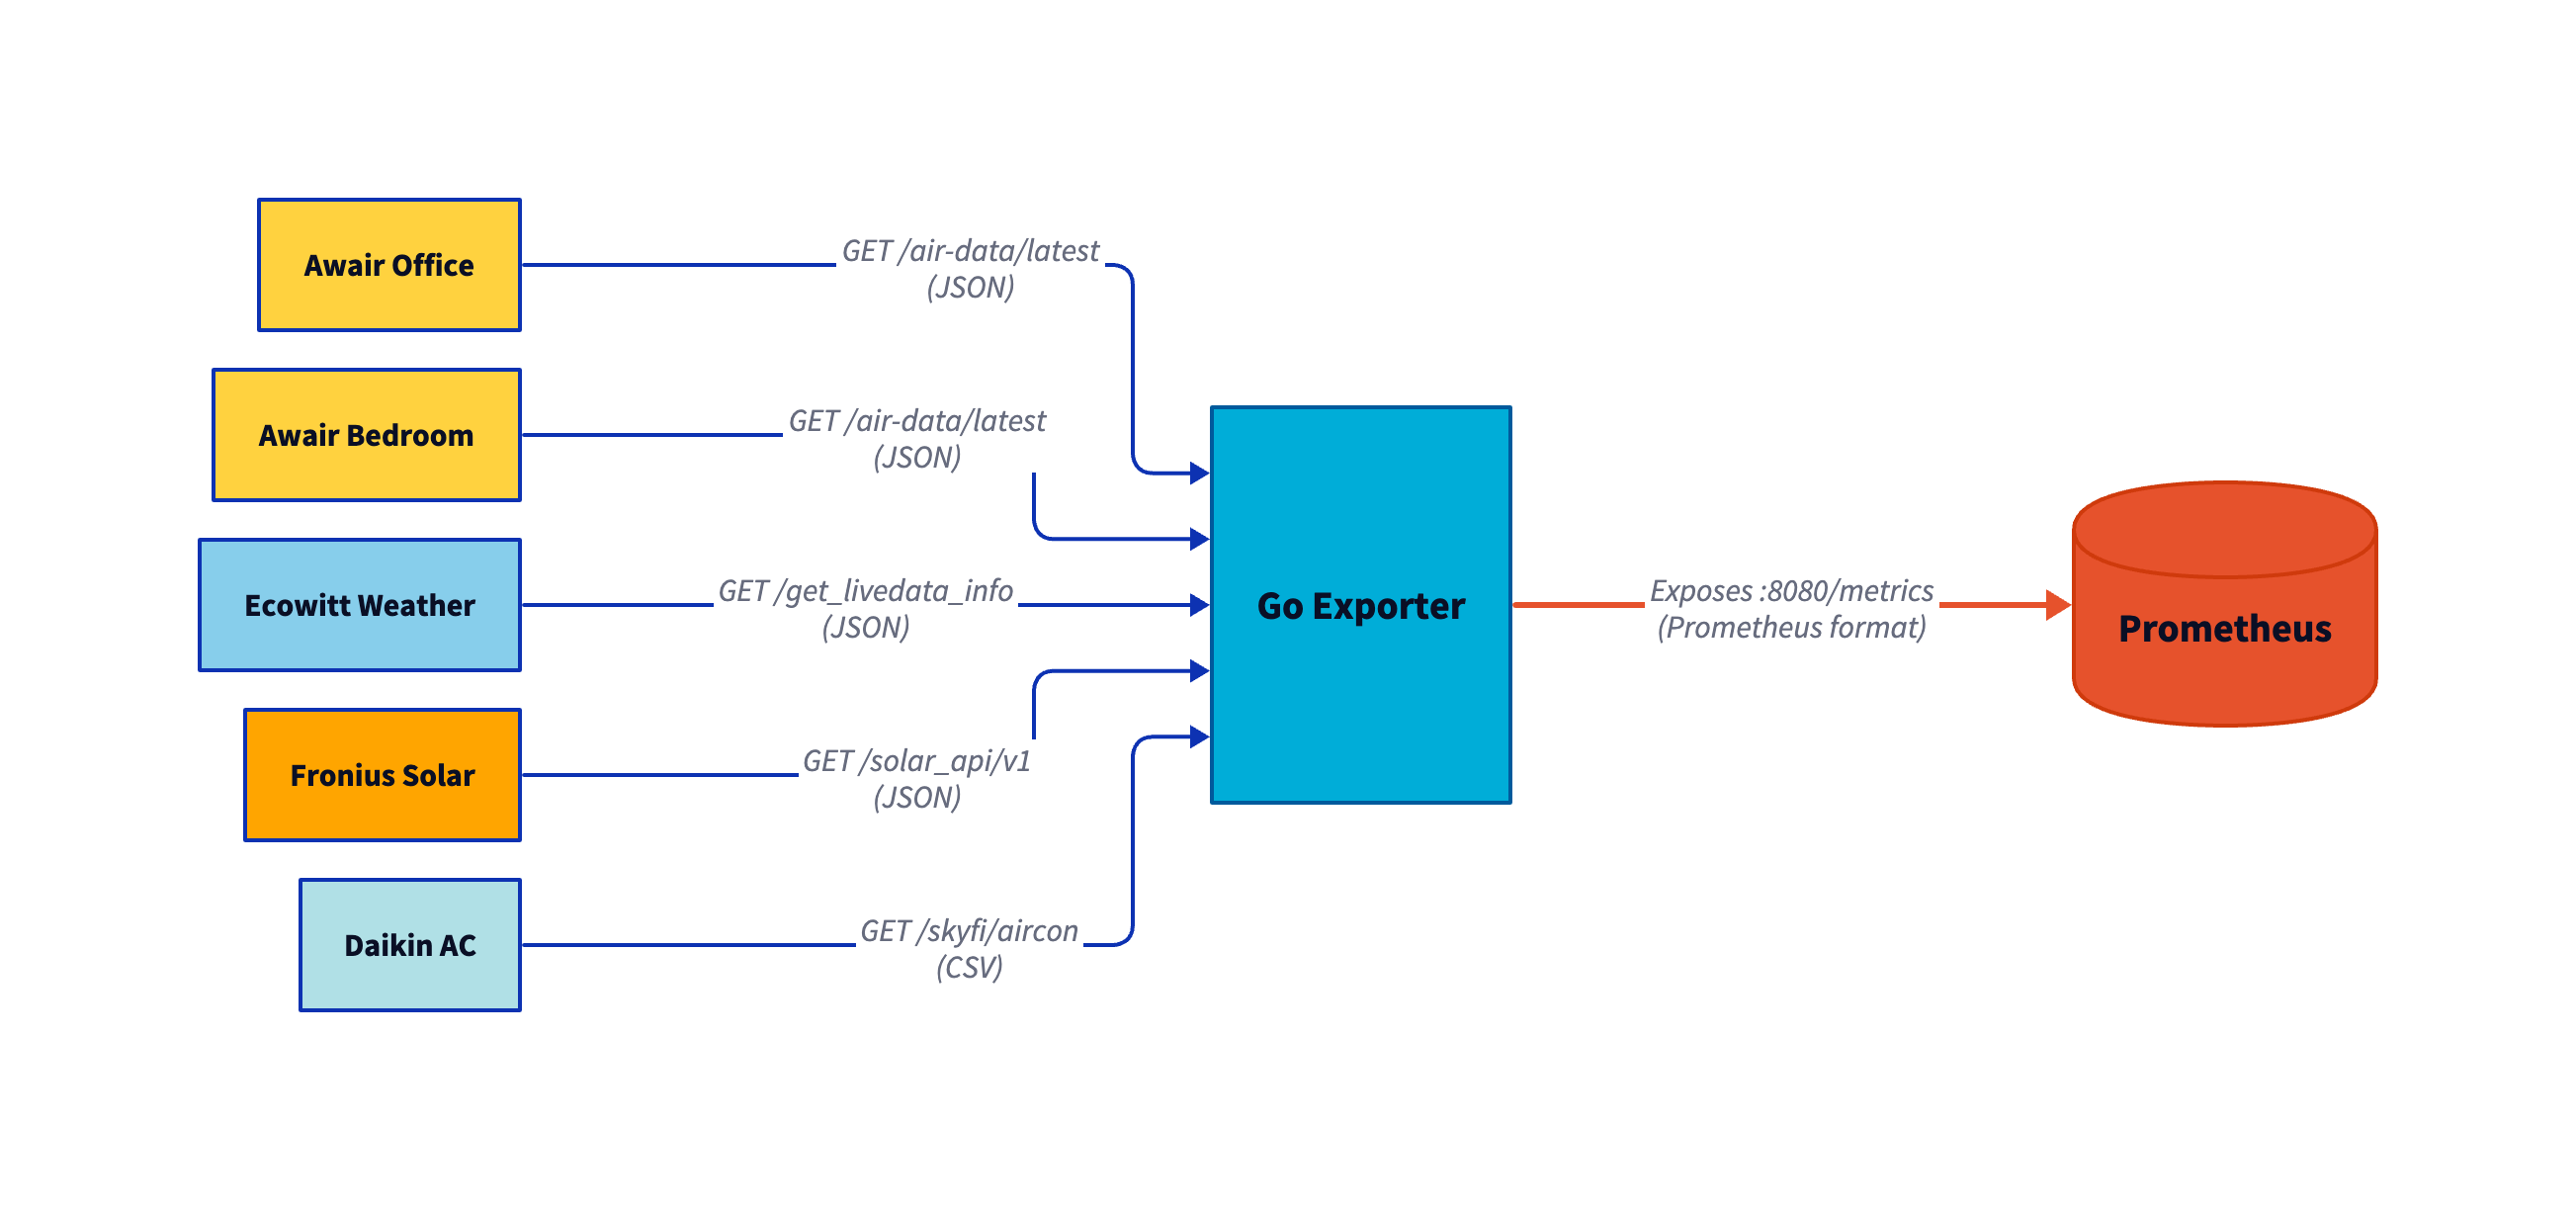 Awair Office
GET /air-data/latest
(JSON)
Awair Bedroom
GET /air-data/latest
(JSON)
Ecowitt Weather
GET /get_livedata_info
(JSON)
Fronius Solar
GET /solar_api/v1
(JSON)
Daikin AC
GET /skyfi/aircon
(CSV)
Go Exporter
Exposes :8080/metrics
(Prometheus format)
Prometheus